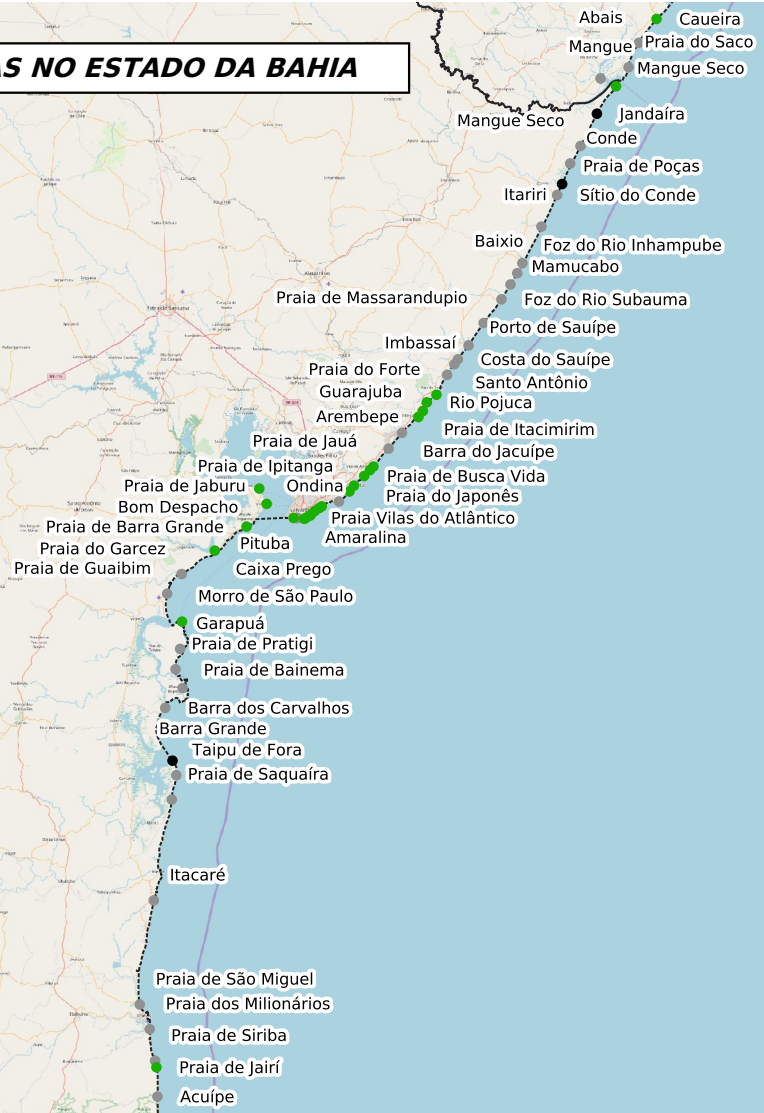 Abais
Caueira
AS NO ESTADO DA BAHIA
Mangue
Praia do Saco
Mangue Seco
Mangue Seco
Jandaíra
Conde
Praia de Poças
Itariri
Sítio do Conde
Baixio
Foz do Rio Inhampube
Mamucabo
Praia de Massarandupio
Foz do Rio Subauma
Porto de Sauípe
Imbassaí
Costa do Sauípe
Praia do Forte
Santo Antônio
Guarajuba
Rio Pojuca
Arembepe
Praia de Itacimirim
Praia de Jauá
Barra do Jacuípe
Praia de Ipitanga
Praia de Busca Vida
Praia de Jaburu
Ondina
Praia do Japonês
Bom Despacho
Praia Vilas do Atlântico
Praia de Barra Grande
Amaralina
Pituba
Praia do Garcez
Praia de Guaibim
Caixa Prego
Morro de São Paulo
Garapuá
Praia de Pratigi
Praia de Bainema
Barra dos Carvalhos
Barra Grande
Taipu de Fora
Praia de Saquaíra
Itacaré
Praia de São Miguel
Praia dos Milionários
Praia de Siriba
Praia de Jairí
Acuípe